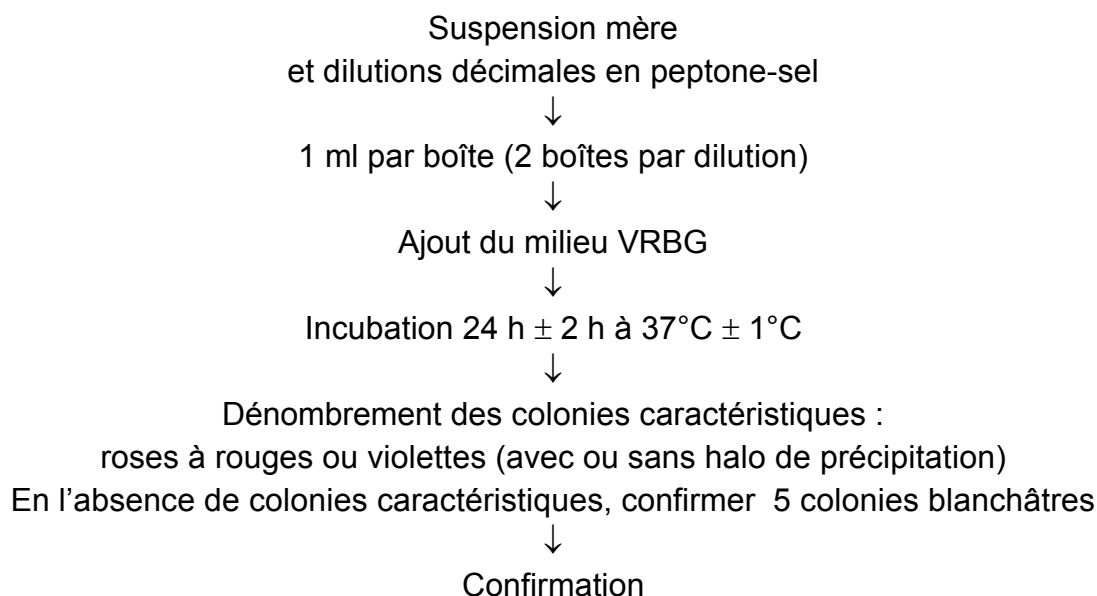 Suspension mère
et dilutions décimales en peptone-sel
↓
1 ml par boîte (2 boîtes par dilution)
↓
Ajout du milieu VRBG
↓
Incubation 24 h ± 2 h à 37°C ± 1°C
↓
Dénombrement des colonies caractéristiques :
roses à rouges ou violettes (avec ou sans halo de précipitation)
En l’absence de colonies caractéristiques, confirmer 5 colonies blanchâtres
↓
Confirmation